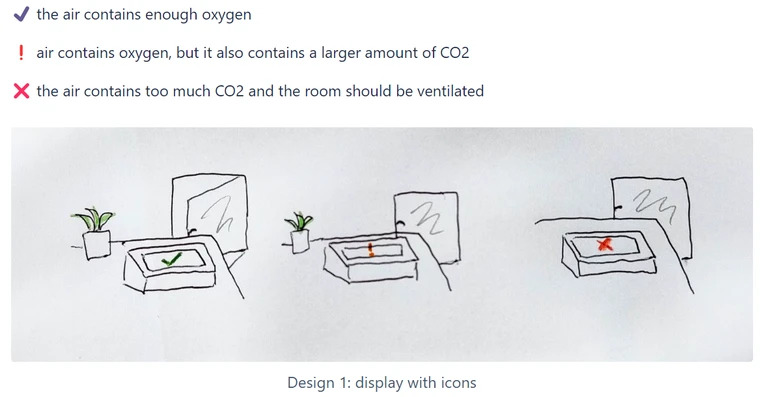 ✔ the air contains enough oxygen
❗ air contains oxygen, but it also contains a larger amount of CO2
❌ the air contains too much CO2 and the room should be ventilated
Design 1: display with icons